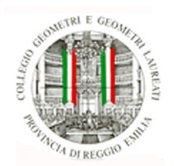 COLLEGIO GEOMETRI E GEOMETRI LAUREATI
PROVINCIA DI REGGIO EMILIA